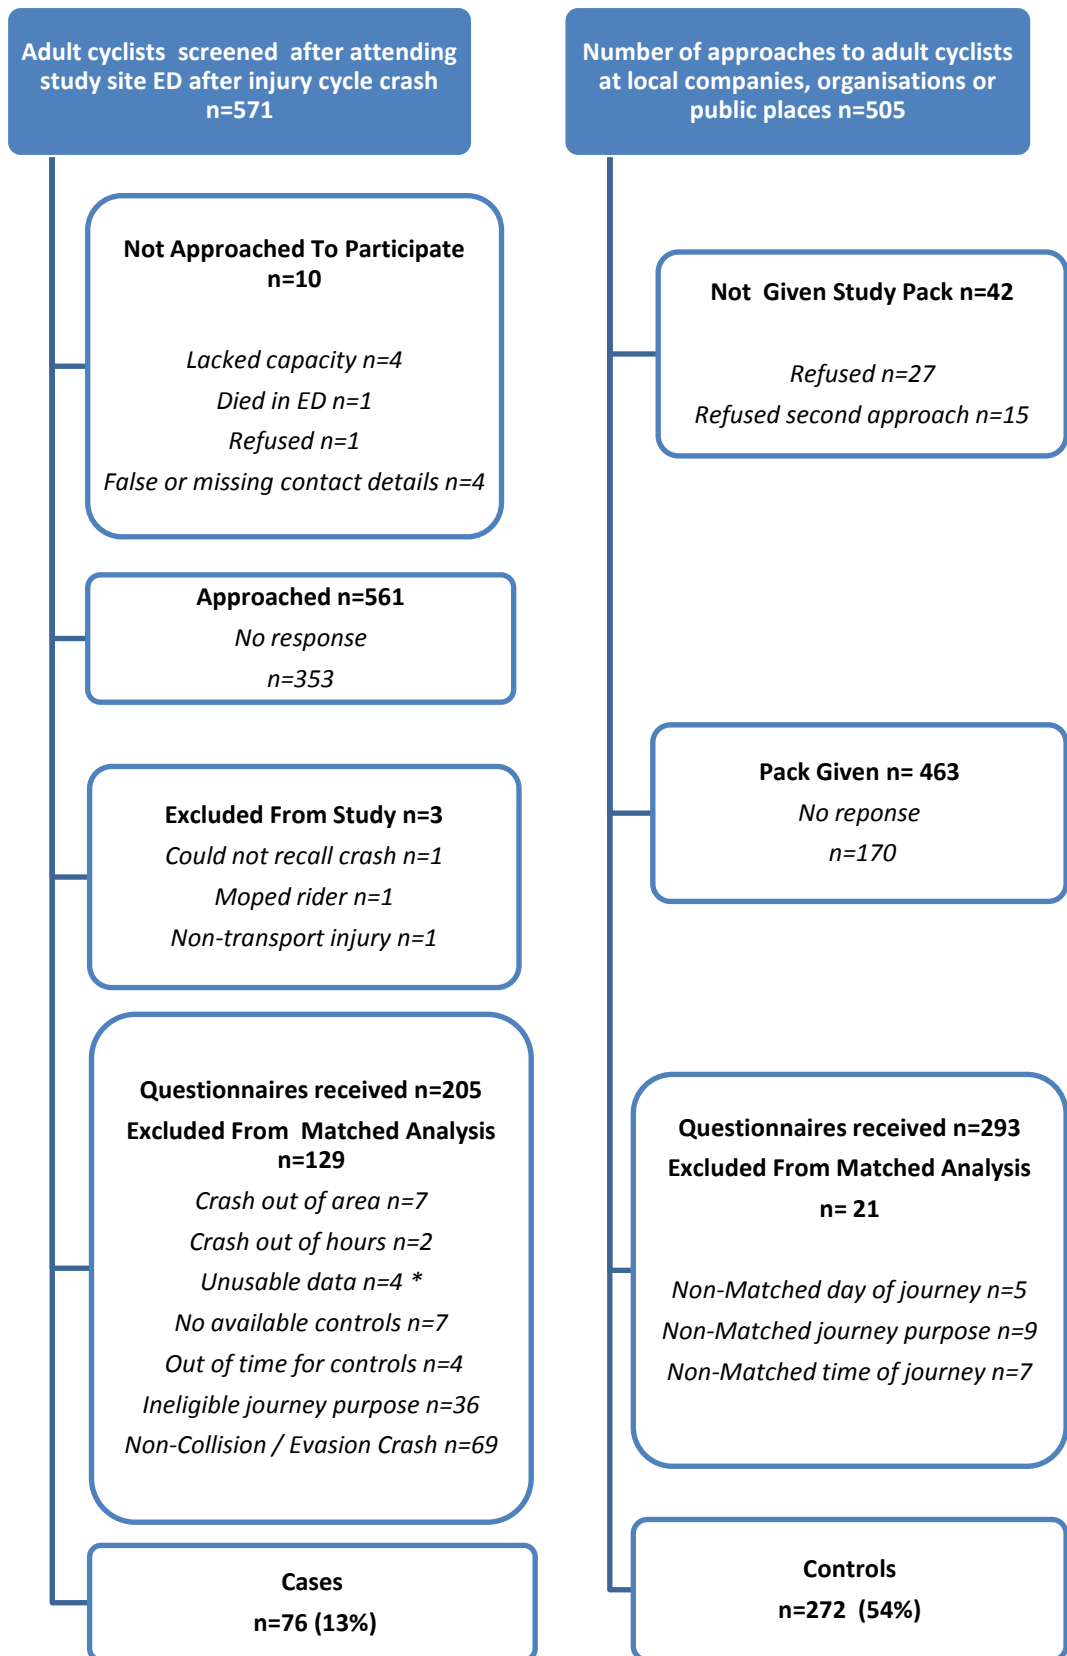 Adult cyclists screened after attending
study site ED after injury cycle crash
n=571
Not Approached To Participate
n=10
Lacked capacity n=4
Died in ED n=1
Refused n=1
False or missing contact details n=4
Approached n=561
No response
n=353
Excluded From Study n=3
Could not recall crash n=1
Moped rider n=1
Non-transport injury n=1
Questionnaires received n=205
Excluded From Matched Analysis
n=129
Crash out of area n=7
Crash out of hours n=2
Unusable data n=4 *
No available controls n=7
Out of time for controls n=4
Ineligible journey purpose n=36
Non-Collision / Evasion Crash n=69
Cases
n=76 (13%)
Number of approaches to adult cyclists
at local companies, organisations or
public places n=505
Not Given Study Pack n=42
Refused n=27
Refused second approach n=15
Pack Given n= 463
No reponse
n=170
Questionnaires received n=293
Excluded From Matched Analysis
n= 21
Non-Matched day of journey n=5
Non-Matched journey purpose n=9
Non-Matched time of journey n=7
Controls
n=272 (54%)